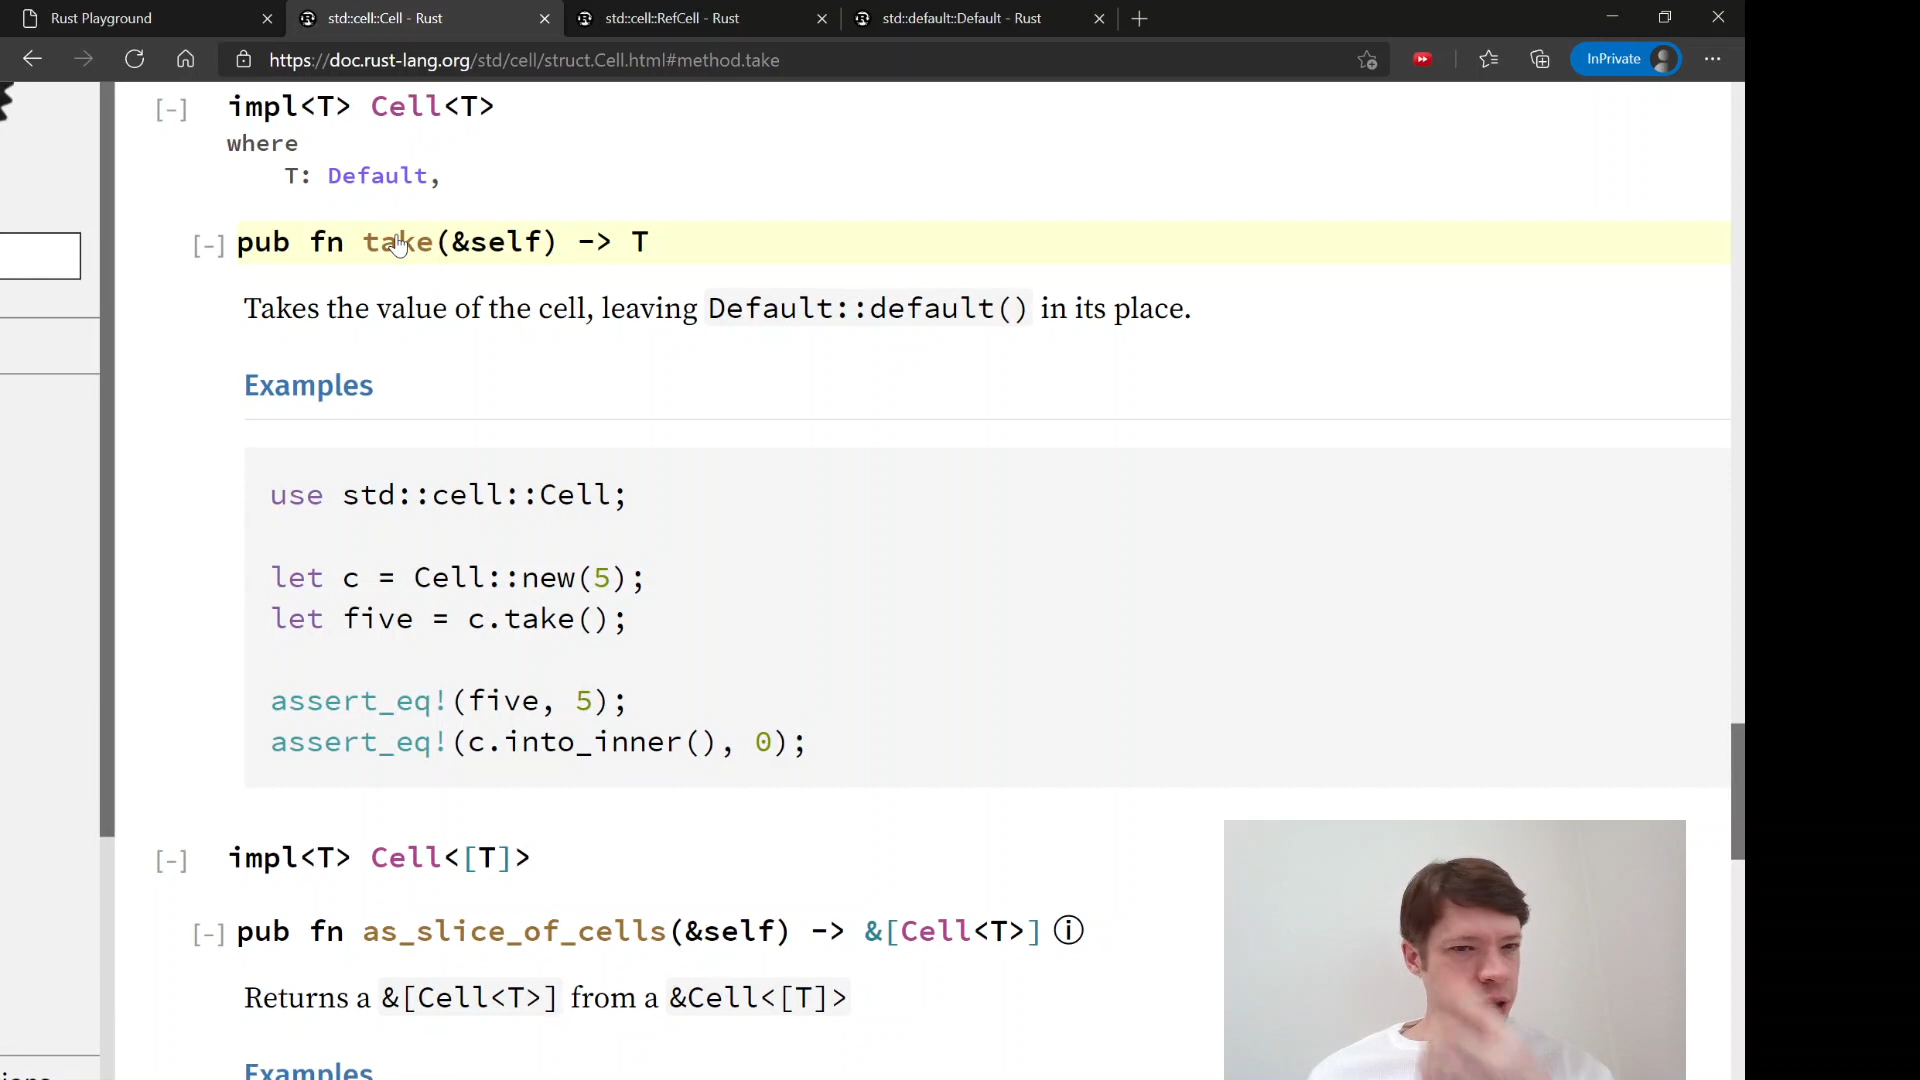 Rust Playground
std::cell::Cell - Rust
std::cell::RefCell - Rust
std::default::Default - Rust
https://doc.rust-lang.org/std/cell/struct.Cell.html#method.take
InPrivate
[-] impl<T> Cell<T>
where
T: Default,
[-] pub fn take(&self) -> T
Takes the value of the cell, leaving Default::default() in its place.
Examples
use std::cell::Cell;
let c = Cell::new(5);
let five = c.take();
assert_eq!(five, 5);
assert_eq!(c.into_inner(), 0);
[-] impl<T> Cell<[T]>
[-] pub fn as_slice_of_cells(&self) -> &[Cell<T>] ⓘ
Returns a &[Cell<T>] from a &Cell<[T]>
Examples